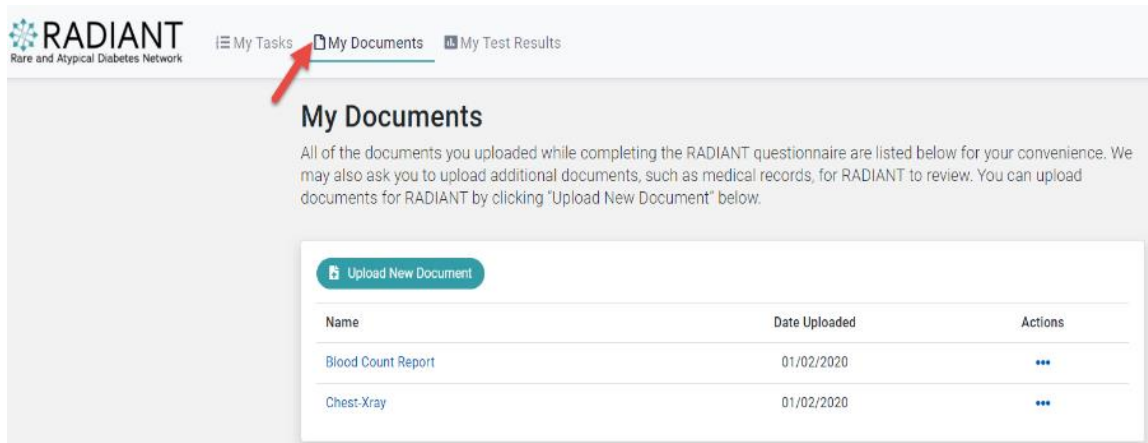 RADIANT
Rare and Atypical Diabetes Network
My Tasks
My Documents
My Test Results
My Documents
All of the documents you uploaded while completing the RADIANT questionnaire are listed below for your convenience. We
may also ask you to upload additional documents, such as medical records, for RADIANT to review. You can upload
documents for RADIANT by clicking “Upload New Document” below.
Upload New Document
Name Date Uploaded Actions
Blood Count Report 01/02/2020
Chest-Xray 01/02/2020